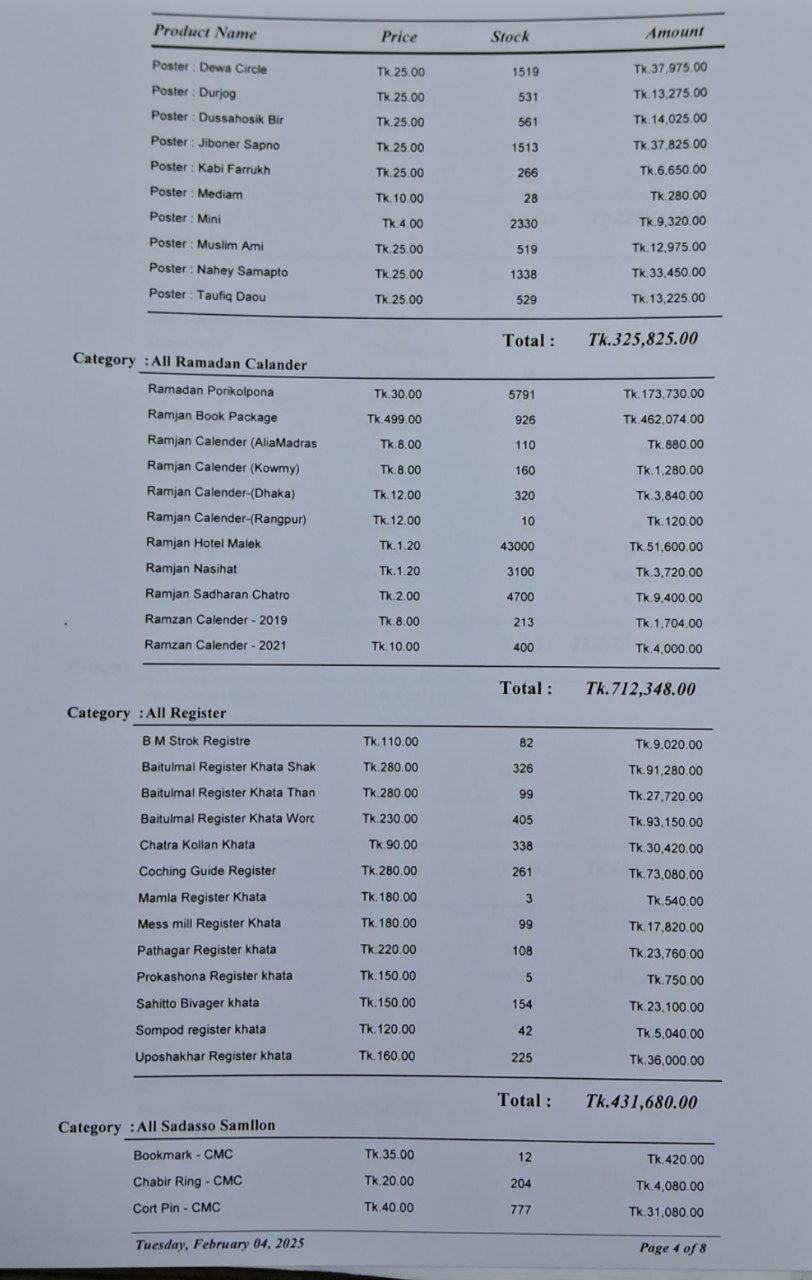 Product Name Price Stock Amount
Poster : Dewa Circle Tk.25.00 1519 Tk.37,975.00
Poster : Durjog Tk.25.00 531 Tk.13,275.00
Poster : Dussahosik Bir Tk.25.00 561 Tk.14,025.00
Poster : Jiboner Sapno Tk.25.00 1513 Tk.37,825.00
Poster : Kabi Farrukh Tk.25.00 266 Tk.6,650.00
Poster : Mediam Tk.10.00 28 Tk.280.00
Poster : Mini Tk.4.00 2330 Tk.9,320.00
Poster : Muslim Ami Tk.25.00 519 Tk.12,975.00
Poster : Nahey Samapto Tk.25.00 1338 Tk.33,450.00
Poster : Taufiq Daou Tk.25.00 529 Tk.13,225.00
Total : Tk.325,825.00
Category : All Ramadan Calander
Ramadan Porikolpona Tk.30.00 5791 Tk.173,730.00
Ramjan Book Package Tk.499.00 926 Tk.462,074.00
Ramjan Calender (AliaMadras Tk.8.00 110 Tk.880.00
Ramjan Calender (Kowmy) Tk.8.00 160 Tk.1,280.00
Ramjan Calender-(Dhaka) Tk.12.00 320 Tk.3,840.00
Ramjan Calender-(Rangpur) Tk.12.00 10 Tk.120.00
Ramjan Hotel Malek Tk.1.20 43000 Tk.51,600.00
Ramjan Nasihat Tk.1.20 3100 Tk.3,720.00
Ramjan Sadharan Chatro Tk.2.00 4700 Tk.9,400.00
Ramzan Calender - 2019 Tk.8.00 213 Tk.1,704.00
Ramzan Calender - 2021 Tk.10.00 400 Tk.4,000.00
Total : Tk.712,348.00
Category : All Register
B M Strok Registre Tk.110.00 82 Tk.9,020.00
Baitulmal Register Khata Shak Tk.280.00 326 Tk.91,280.00
Baitulmal Register Khata Than Tk.280.00 99 Tk.27,720.00
Baitulmal Register Khata Worc Tk.230.00 405 Tk.93,150.00
Chatra Kollan Khata Tk.90.00 338 Tk.30,420.00
Coching Guide Register Tk.280.00 261 Tk.73,080.00
Mamla Register Khata Tk.180.00 3 Tk.540.00
Mess mill Register Khata Tk.180.00 99 Tk.17,820.00
Pathagar Register khata Tk.220.00 108 Tk.23,760.00
Prokashona Register khata Tk.150.00 5 Tk.750.00
Sahitto Bivager khata Tk.150.00 154 Tk.23,100.00
Sompod register khata Tk.120.00 42 Tk.5,040.00
Uposhakhar Register khata Tk.160.00 225 Tk.36,000.00
Total : Tk.431,680.00
Category : All Sadasso Samllon
Bookmark - CMC Tk.35.00 12 Tk.420.00
Chabir Ring - CMC Tk.20.00 204 Tk.4,080.00
Cort Pin - CMC Tk.40.00 777 Tk.31,080.00
Tuesday, February 04, 2025 Page 4 of 8